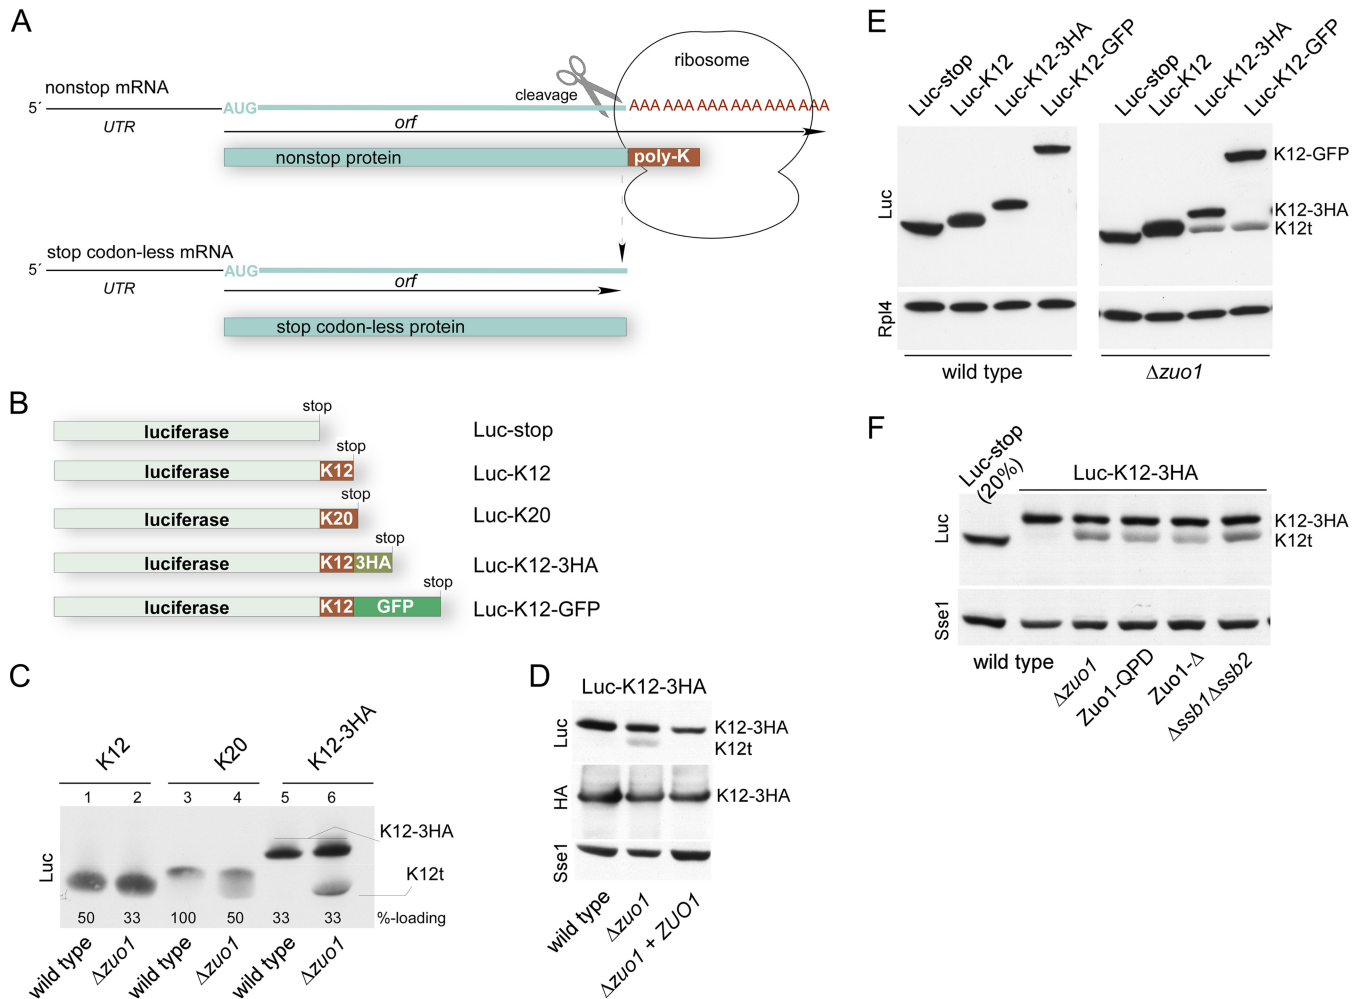 A
nonstop mRNA
5´
UTR
AUG
cleavage
ribosome
AAA AAA AAA AAA AAA AAA
orf
nonstop protein
poly-K
stop codon-less mRNA
5´
UTR
AUG
orf
stop codon-less protein
B
stop
luciferase
Luc-stop
stop
luciferase
K12
Luc-K12
stop
luciferase
K20
Luc-K20
stop
luciferase
K12
3HA
Luc-K12-3HA
stop
luciferase
K12
GFP
Luc-K12-GFP
C
K12
K20
K12-3HA
1 2 3 4 5 6
Luc
K12-3HA
K12t
50 33 100 50 33 33 %-loading
wild type
Δzuo1
wild type
Δzuo1
wild type
Δzuo1
D
Luc-K12-3HA
Luc
K12-3HA
K12t
HA
K12-3HA
Sse1
wild type
Δzuo1
Δzuo1 + ZUO1
E
Luc-stop
Luc-K12
Luc-K12-3HA
Luc-K12-GFP
Luc-stop
Luc-K12
Luc-K12-3HA
Luc-K12-GFP
Luc
K12-GFP
K12-3HA
K12t
Rpl4
wild type
Δzuo1
F
Luc-stop
(20%)
Luc-K12-3HA
Luc
K12-3HA
K12t
Sse1
wild type
Δzuo1
Zuo1-QPD
Zuo1-Δ
Δssb1Δssb2